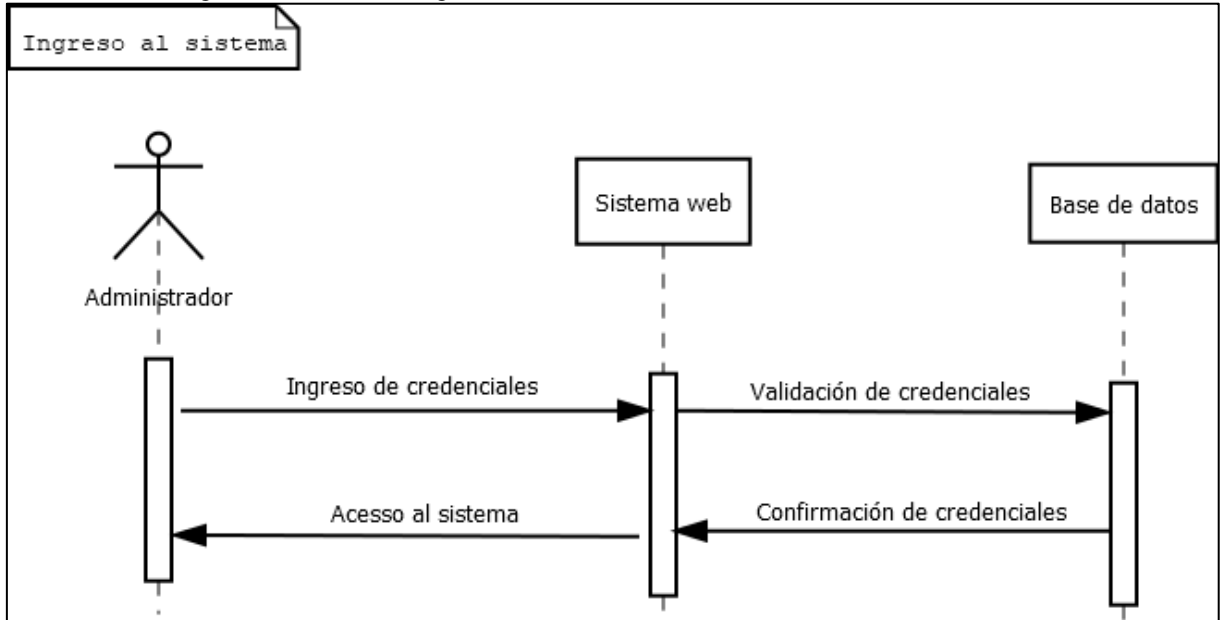 Ingreso al sistema
Sistema web
Base de datos
Administrador
Ingreso de credenciales
Validación de credenciales
Acesso al sistema
Confirmación de credenciales